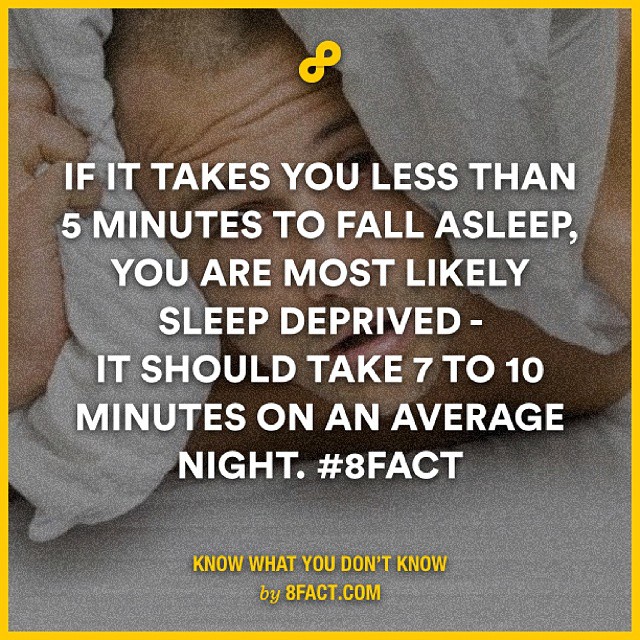 IF IT TAKES YOU LESS THAN
5 MINUTES TO FALL ASLEEP,
YOU ARE MOST LIKELY
SLEEP DEPRIVED -
IT SHOULD TAKE 7 TO 10
MINUTES ON AN AVERAGE
NIGHT. #8FACT
KNOW WHAT YOU DON'T KNOW
by 8FACT.COM